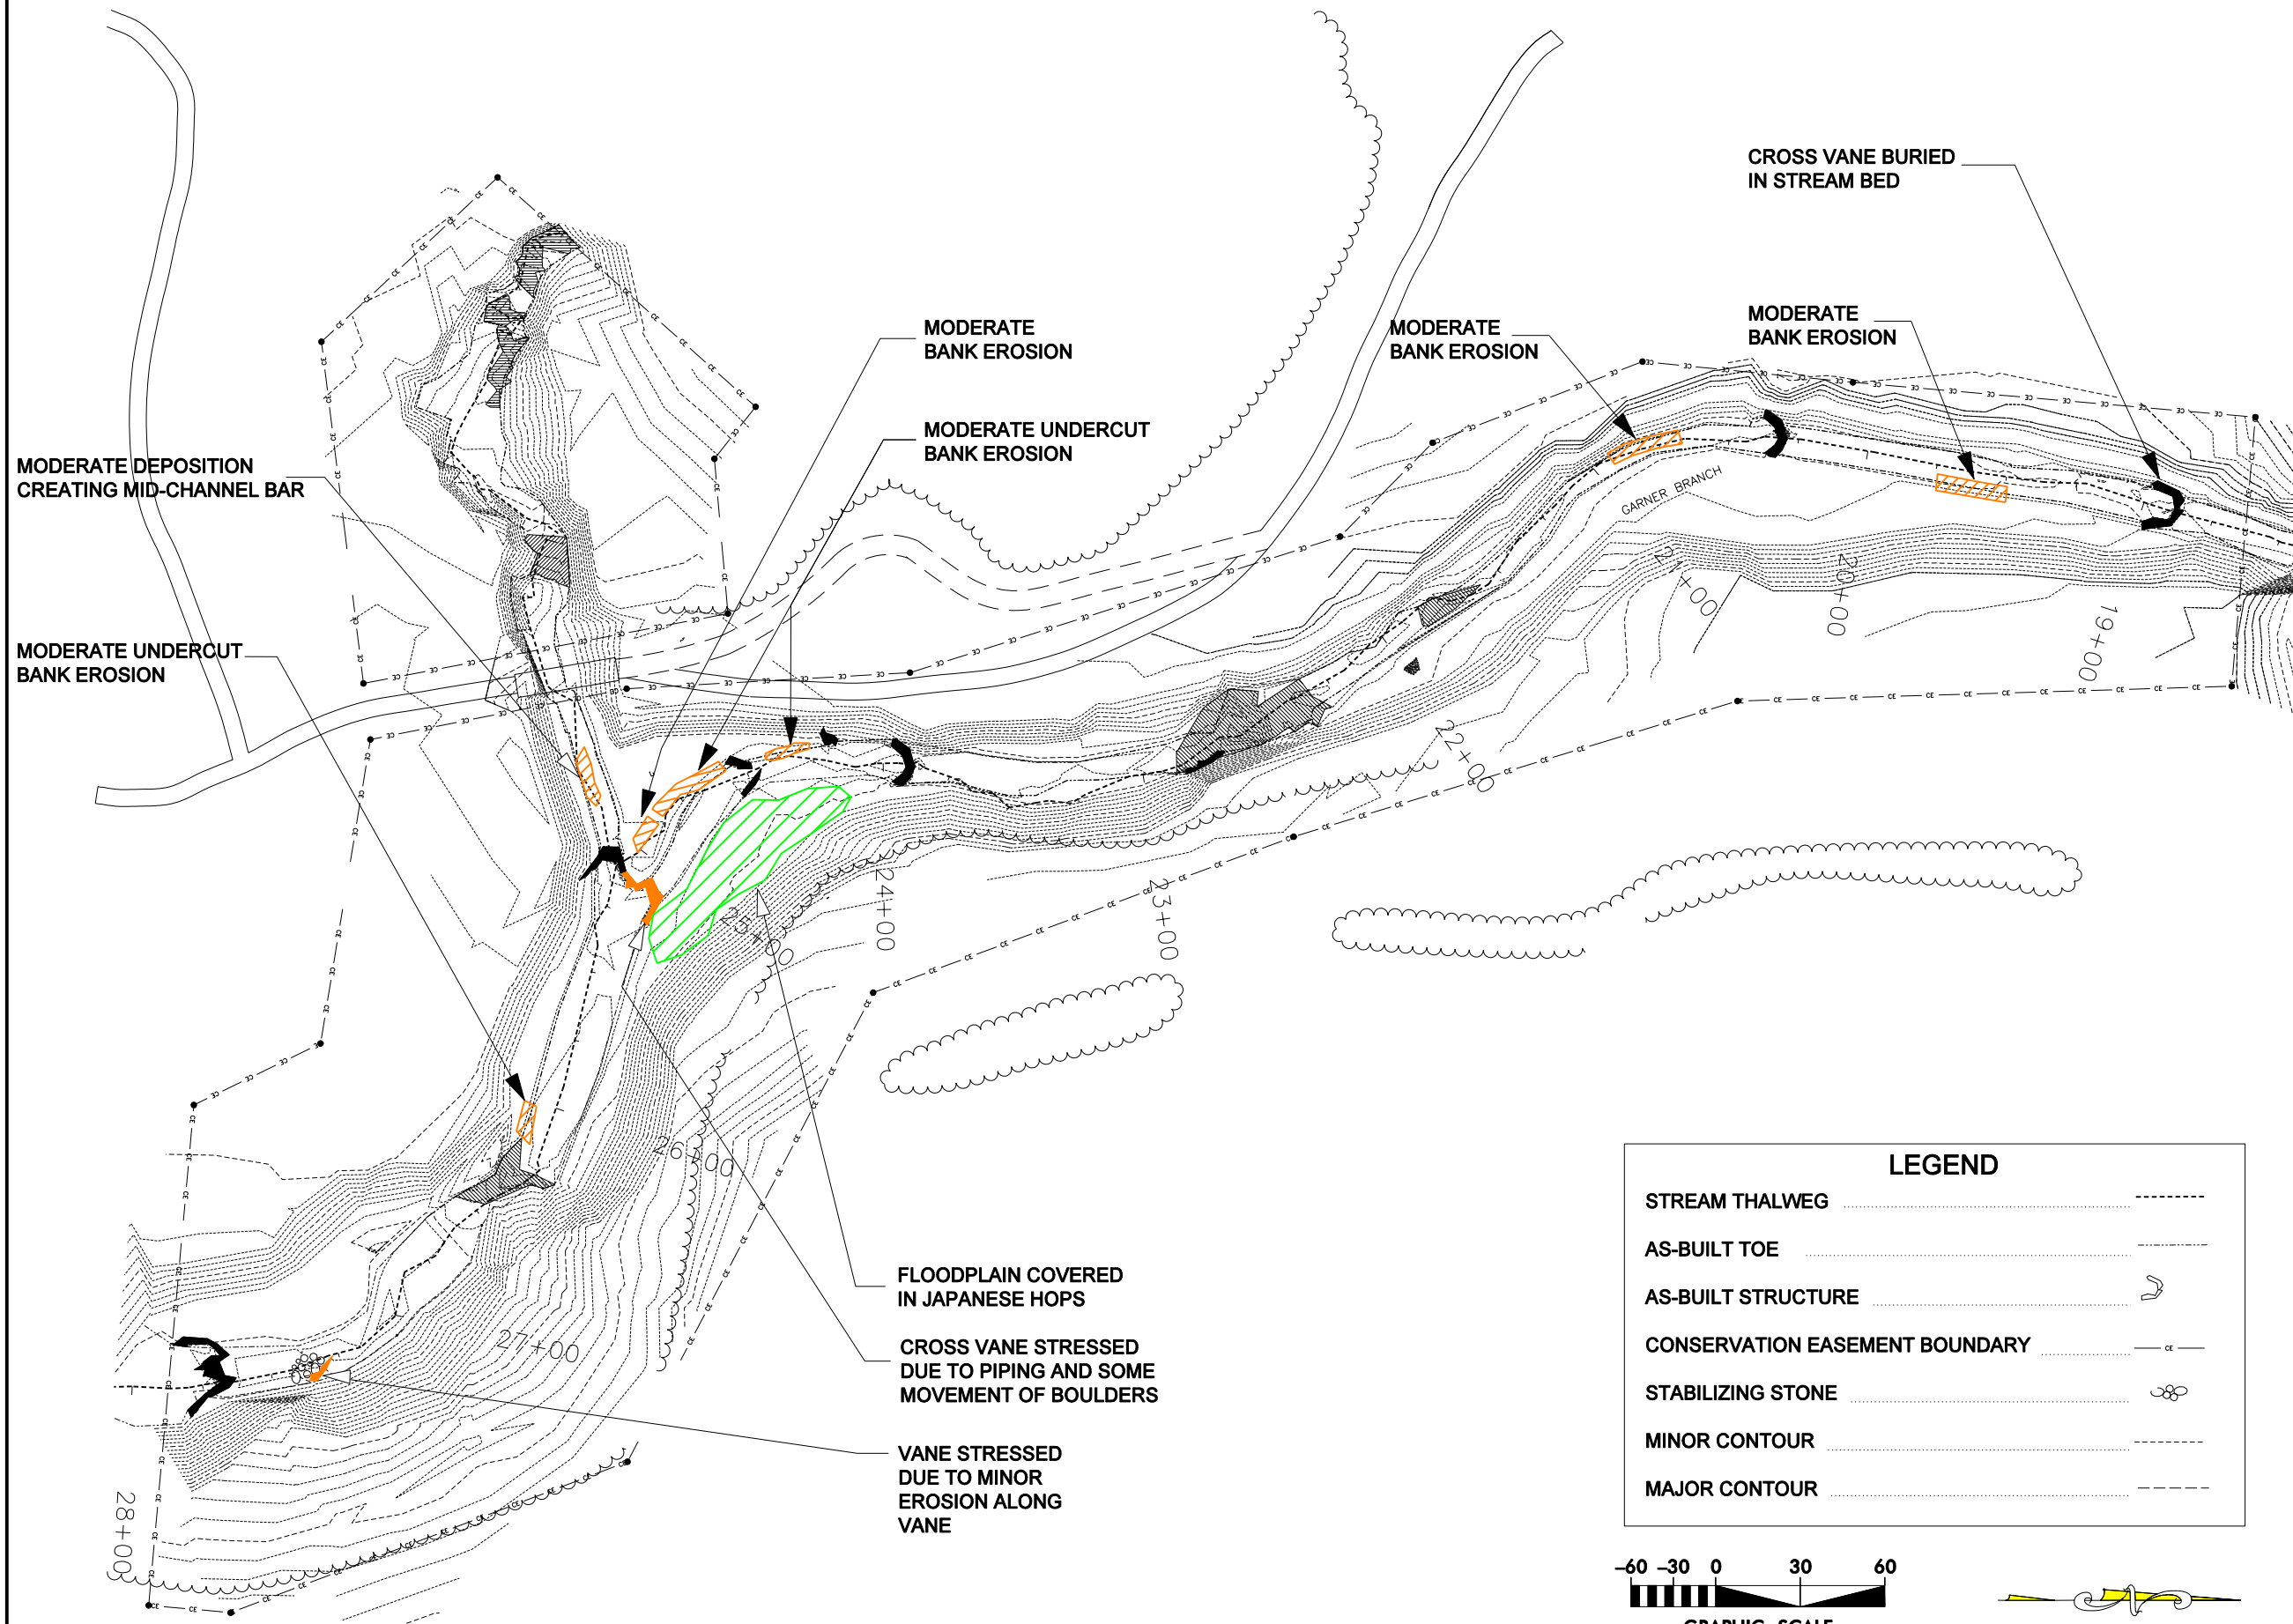 CROSS VANE BURIED
IN STREAM BED
MODERATE
BANK EROSION
MODERATE
BANK EROSION
MODERATE
BANK EROSION
MODERATE UNDERCUT
BANK EROSION
MODERATE DEPOSITION
CREATING MID-CHANNEL BAR
MODERATE UNDERCUT
BANK EROSION
GARNER BRANCH
19+00
20+00
21+00
22+00
23+00
24+00
25+00
26+00
27+00
28+00
FLOODPLAIN COVERED
IN JAPANESE HOPS
CROSS VANE STRESSED
DUE TO PIPING AND SOME
MOVEMENT OF BOULDERS
VANE STRESSED
DUE TO MINOR
EROSION ALONG
VANE
LEGEND
STREAM THALWEG
AS-BUILT TOE
AS-BUILT STRUCTURE
CONSERVATION EASEMENT BOUNDARY CE
STABILIZING STONE
MINOR CONTOUR
MAJOR CONTOUR
-60 -30 0 30 60
GRAPHIC SCALE